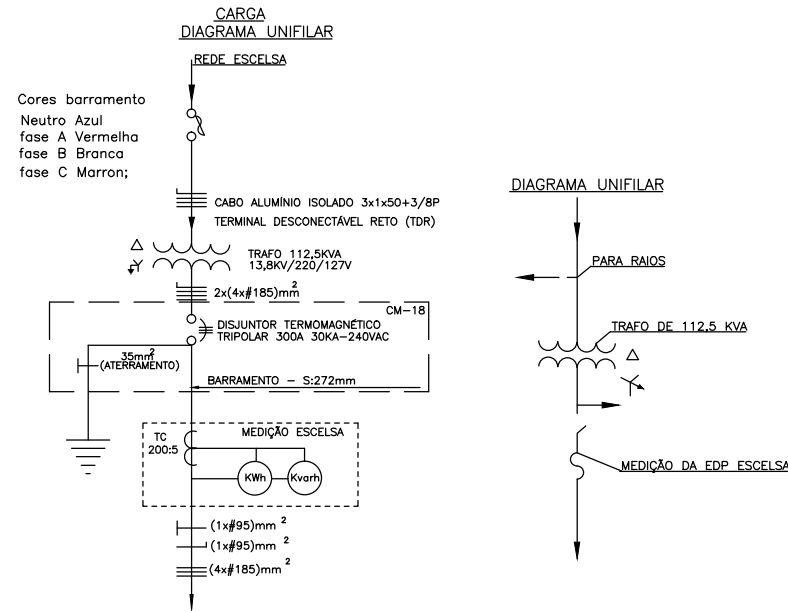 CARGA
DIAGRAMA UNIFILAR
REDE ESCELSA
Cores barramento
Neutro Azul
fase A Vermelha
fase B Branca
fase C Marron;
CABO ALUMÍNIO ISOLADO 3x1x50+3/8P
TERMINAL DESCONECTÁVEL RETO (TDR)
TRAFO 112,5KVA
13,8KV/220/127V
2x(4x#185)mm²
CM-18
DISJUNTOR TERMOMAGNÉTICO
TRIPOLAR 300A 30KA-240VAC
35mm²
(ATERRAMENTO)
BARRAMENTO - S:272mm
MEDIÇÃO ESCELSA
TC
200:5
KWh
Kvarh
(1x#95)mm²
(1x#95)mm²
(4x#185)mm²
DIAGRAMA UNIFILAR
PARA RAIOS
TRAFO DE 112.5 KVA
MEDIÇÃO DA EDP ESCELSA